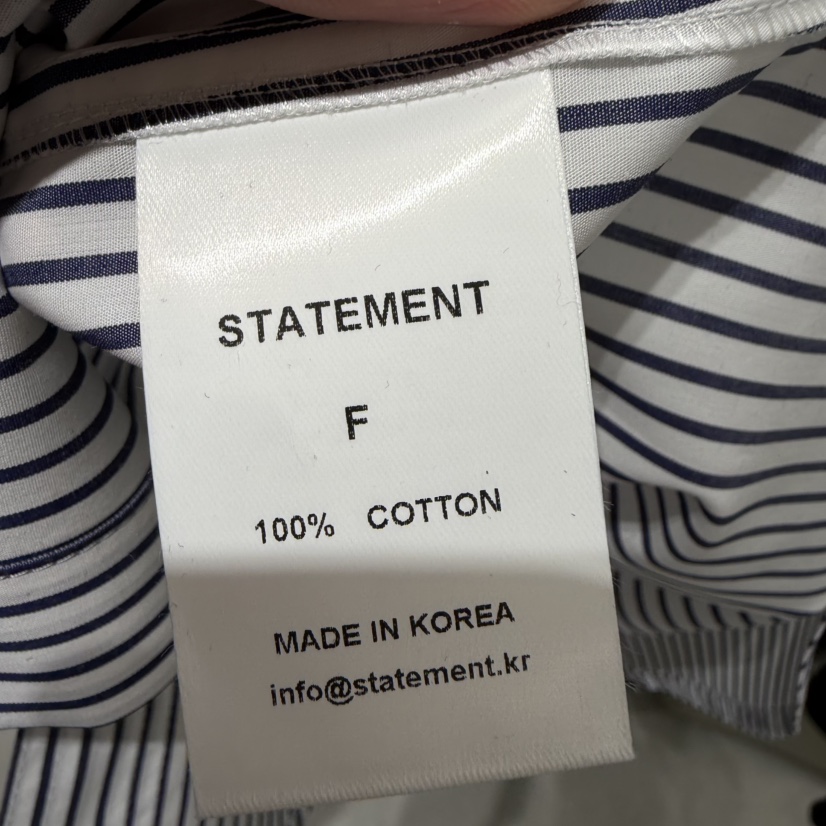 STATEMENT
F
100% COTTON
MADE IN KOREA
info@statement.kr